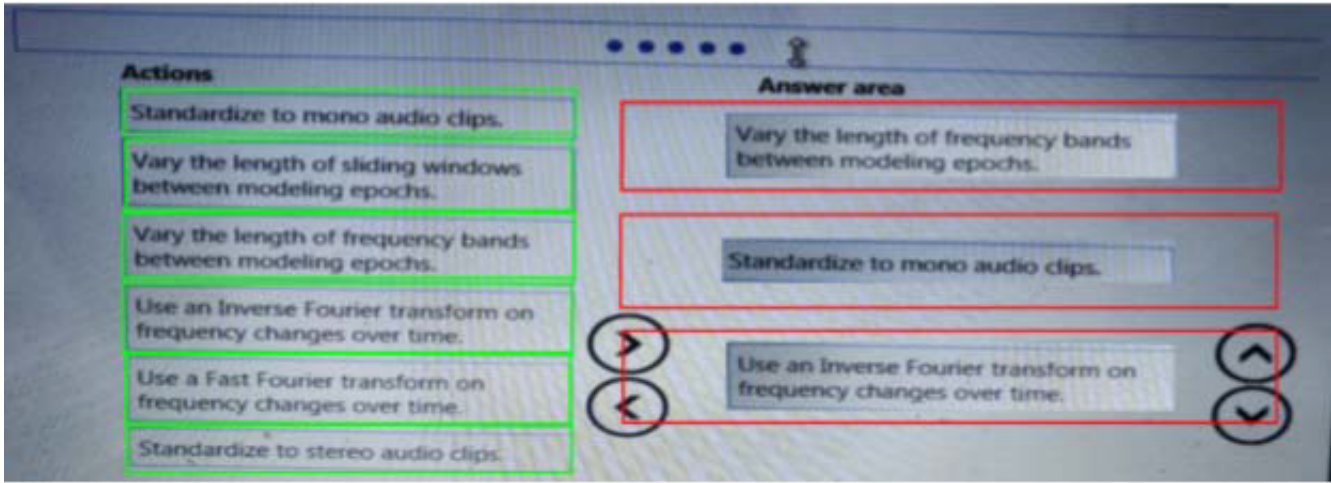 Actions
Standardize to mono audio clips.
Vary the length of sliding windows
between modeling epochs.
Vary the length of frequency bands
between modeling epochs.
Use an Inverse Fourier transform on
frequency changes over time.
Use a Fast Fourier transform on
frequency changes over time.
Standardize to stereo audio clips.
Answer area
Vary the length of frequency bands
between modeling epochs.
Standardize to mono audio clips.
Use an Inverse Fourier transform on
frequency changes over time.